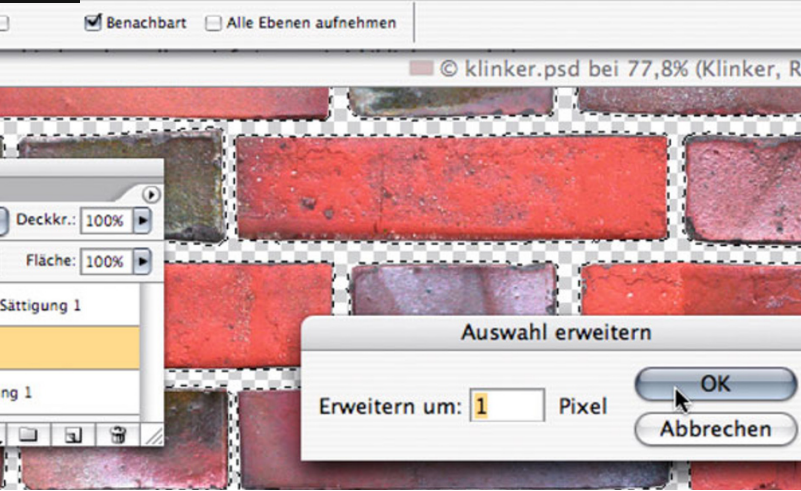 Benachbart Alle Ebenen aufnehmen
© klinker.psd bei 77,8% (Klinker, R
Deckkr.: 100%
Fläche: 100%
Sättigung 1
ng 1
Auswahl erweitern
Erweitern um: 1 Pixel
OK
Abbrechen